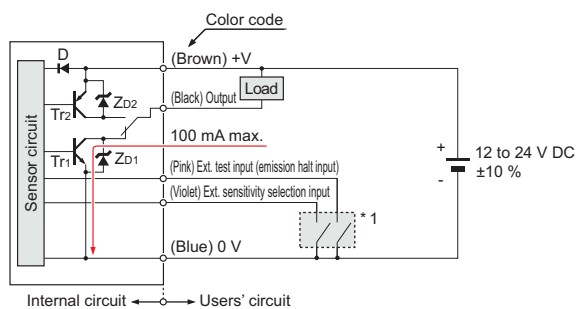 Color code
D
(Brown) +V
ZD2
(Black) Output
Load
Tr2
Sensor circuit
100 mA max.
Tr1
ZD1
(Pink) Ext. test input (emission halt input)
+
12 to 24 V DC
±10 %
-
(Violet) Ext. sensitivity selection input
* 1
(Blue) 0 V
Internal circuit
Users' circuit